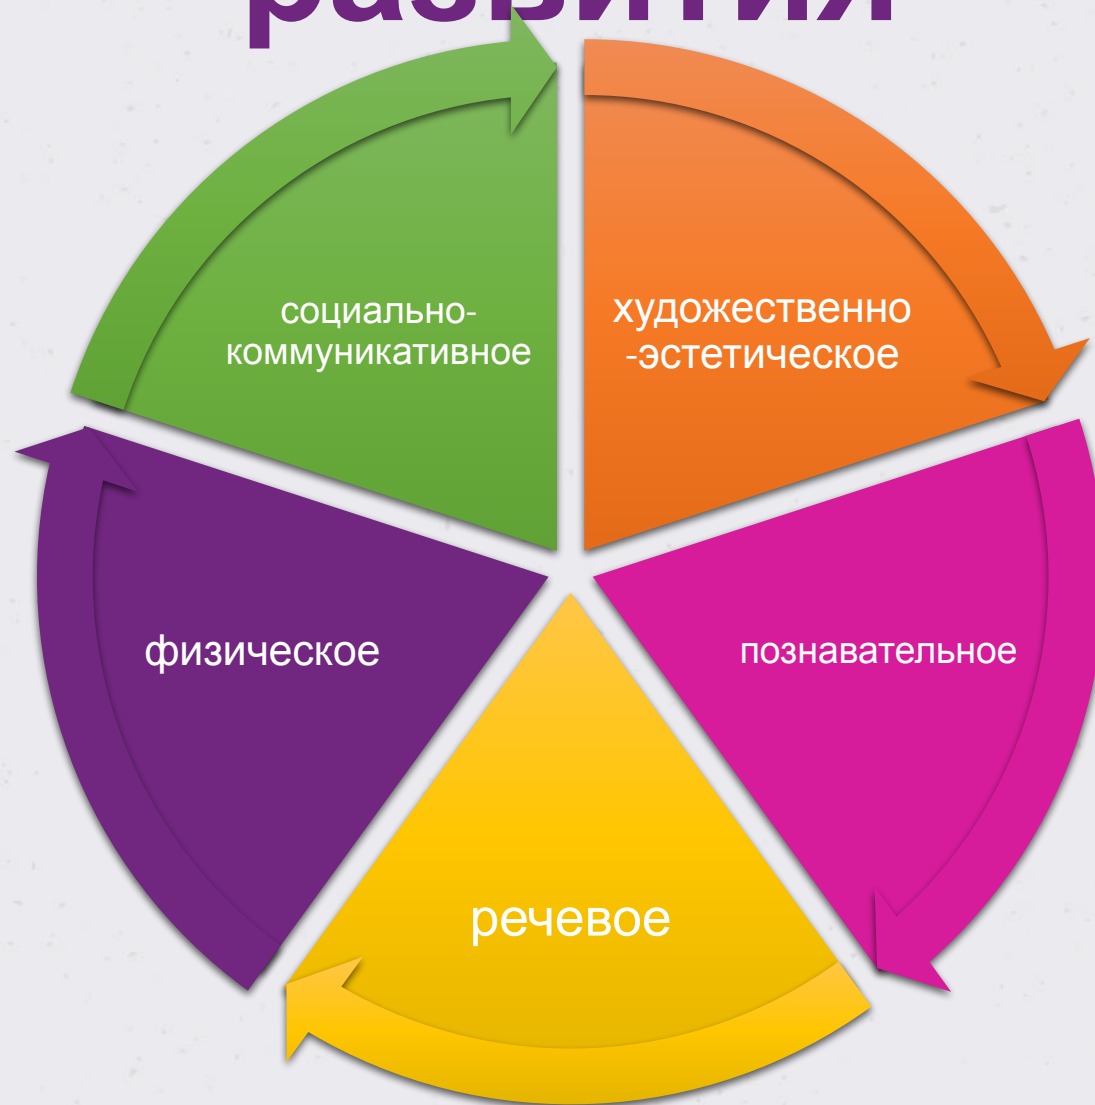 развития
социально-
коммуникативное
художественно
-эстетическое
физическое
познавательное
речевое